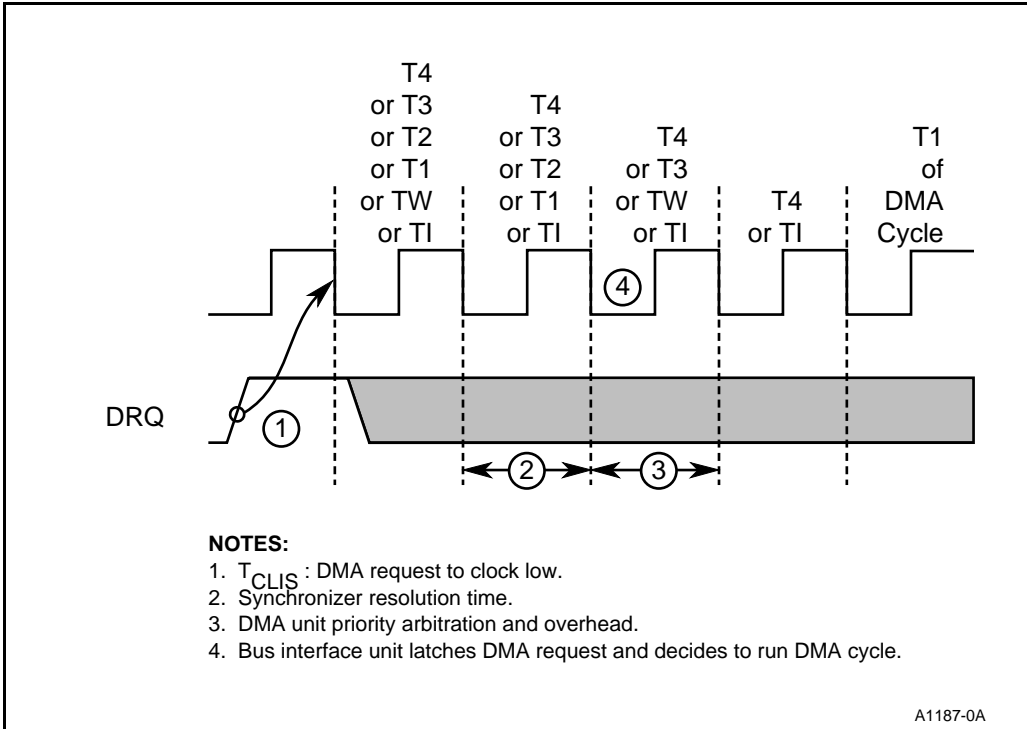 T4
or T3
or T2
or T1
or TW
or TI
T4
or T3
or T2
or T1
or TI
T4
or T3
or TW
or TI
T4
or TI
T1
of
DMA
Cycle
4
DRQ
1
2
3
NOTES:
1. TCLIS : DMA request to clock low.
2. Synchronizer resolution time.
3. DMA unit priority arbitration and overhead.
4. Bus interface unit latches DMA request and decides to run DMA cycle.
A1187-0A